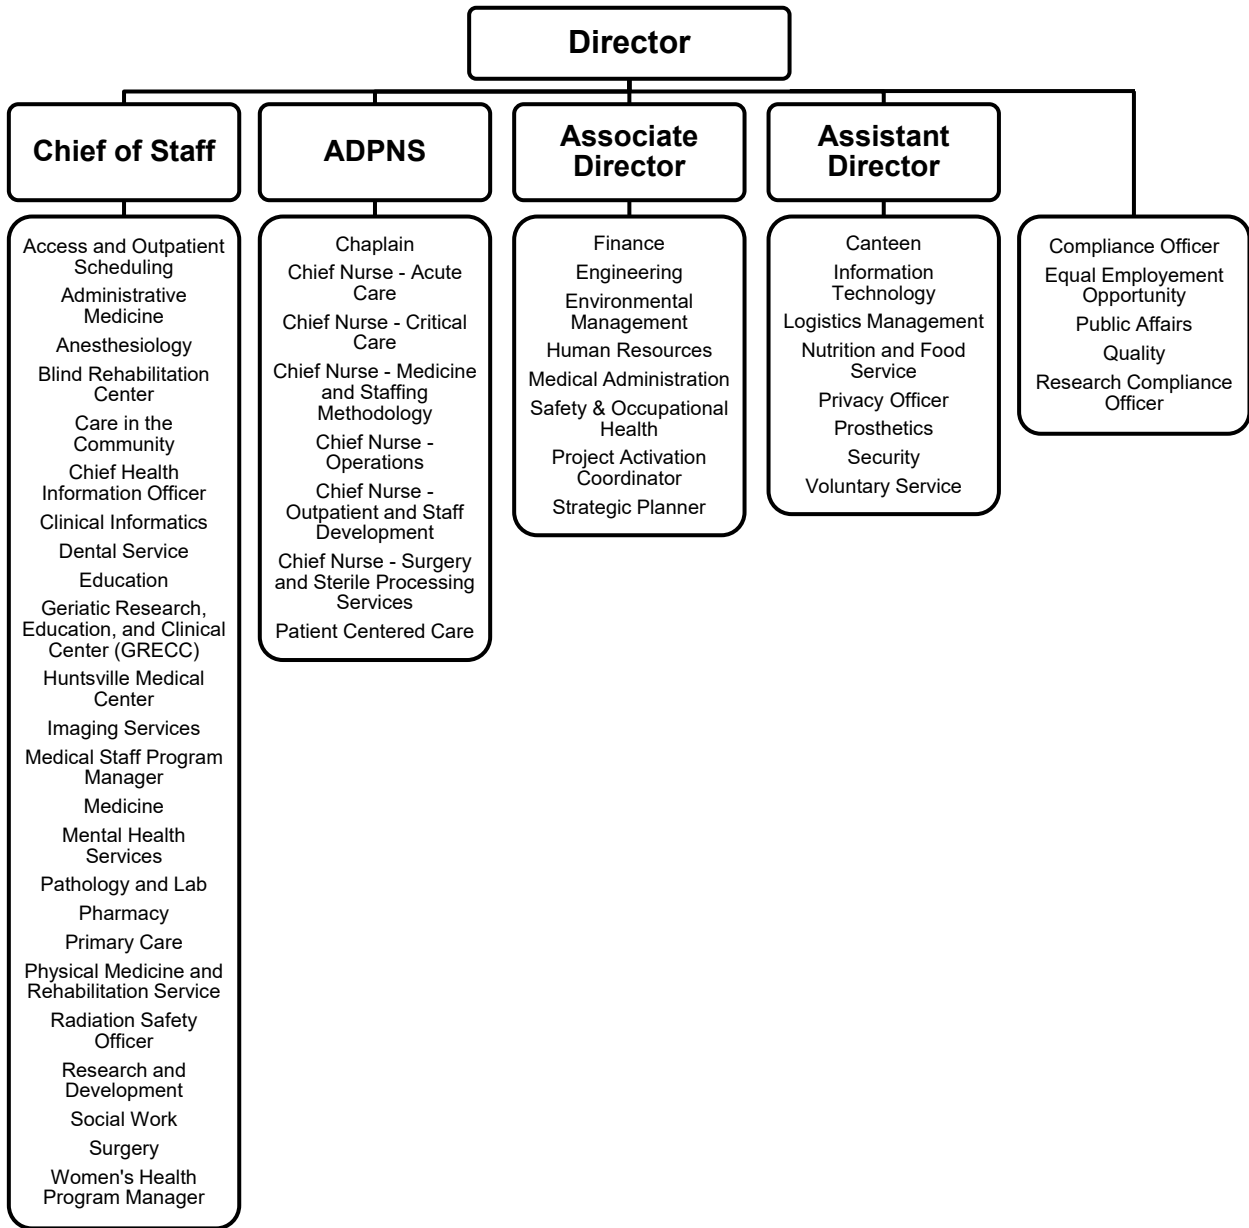 Director
Chief of Staff
Access and Outpatient
Scheduling
Administrative
Medicine
Anesthesiology
Blind Rehabilitation
Center
Care in the
Community
Chief Health
Information Officer
Clinical Informatics
Dental Service
Education
Geriatic Research,
Education, and Clinical
Center (GRECC)
Huntsville Medical
Center
Imaging Services
Medical Staff Program
Manager
Medicine
Mental Health
Services
Pathology and Lab
Pharmacy
Primary Care
Physical Medicine and
Rehabilitation Service
Radiation Safety
Officer
Research and
Development
Social Work
Surgery
Women's Health
Program Manager
ADPNS
Chaplain
Chief Nurse - Acute
Care
Chief Nurse - Critical
Care
Chief Nurse - Medicine
and Staffing
Methodology
Chief Nurse -
Operations
Chief Nurse -
Outpatient and Staff
Development
Chief Nurse - Surgery
and Sterile Processing
Services
Patient Centered Care
Associate
Director
Finance
Engineering
Environmental
Management
Human Resources
Medical Administration
Safety & Occupational
Health
Project Activation
Coordinator
Strategic Planner
Assistant
Director
Canteen
Information
Technology
Logistics Management
Nutrition and Food
Service
Privacy Officer
Prosthetics
Security
Voluntary Service
Compliance Officer
Equal Employement
Opportunity
Public Affairs
Quality
Research Compliance
Officer